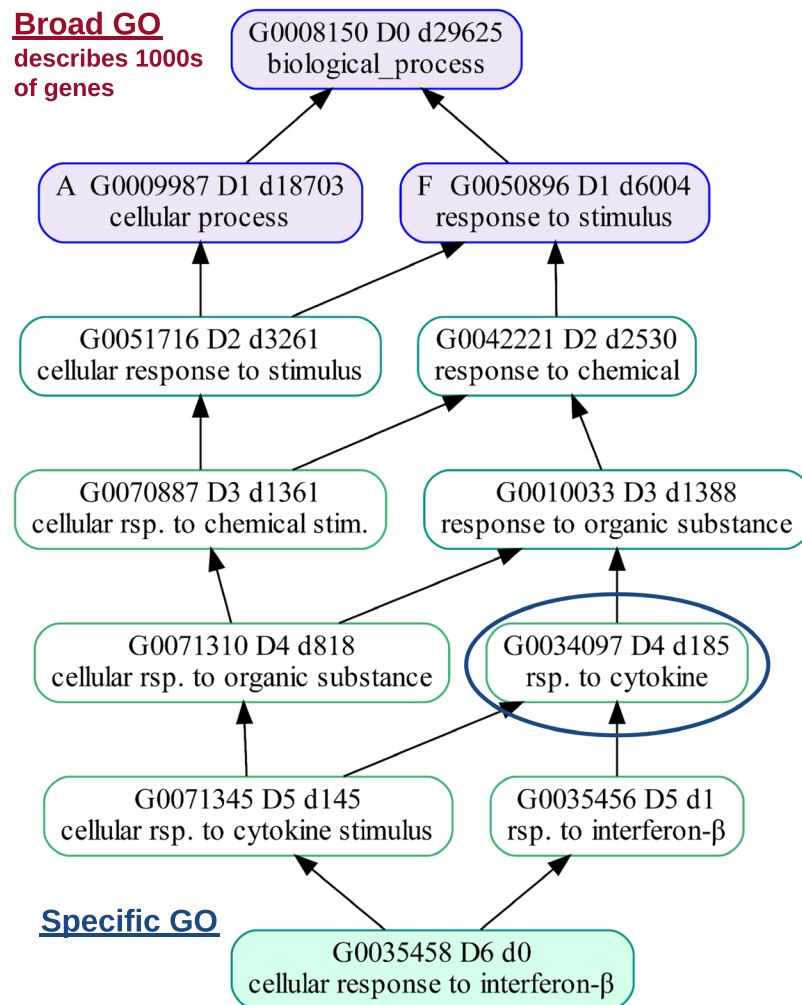 Broad GO
describes 1000s
of genes
G0008150 D0 d29625
biological_process
A G0009987 D1 d18703
cellular process
F G0050896 D1 d6004
response to stimulus
G0051716 D2 d3261
cellular response to stimulus
G0042221 D2 d2530
response to chemical
G0070887 D3 d1361
cellular rsp. to chemical stim.
G0010033 D3 d1388
response to organic substance
G0071310 D4 d818
cellular rsp. to organic substance
G0034097 D4 d185
rsp. to cytokine
G0071345 D5 d145
cellular rsp. to cytokine stimulus
G0035456 D5 d1
rsp. to interferon-β
Specific GO
G0035458 D6 d0
cellular response to interferon-β